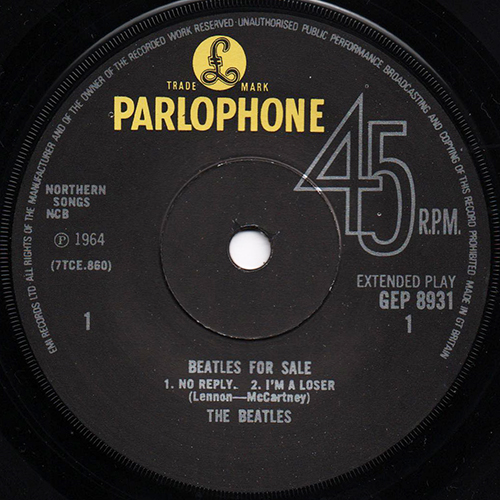 EMI RECORDS LTD ALL RIGHTS OF THE MANUFACTURER AND OF THE OWNER OF THE RECORDED WORK RESERVED · UNAUTHORISED PUBLIC PERFORMANCE BROADCASTING AND COPYING OF THIS RECORD PROHIBITED MADE IN GT BRITAIN
£
TRADE MARK
PARLOPHONE
45
R.P.M.
NORTHERN
SONGS
NCB
Ⓟ 1964
(7TCE.860)
EXTENDED PLAY
GEP 8931
1
1
BEATLES FOR SALE
1. NO REPLY. 2. I'M A LOSER
(Lennon—McCartney)
THE BEATLES